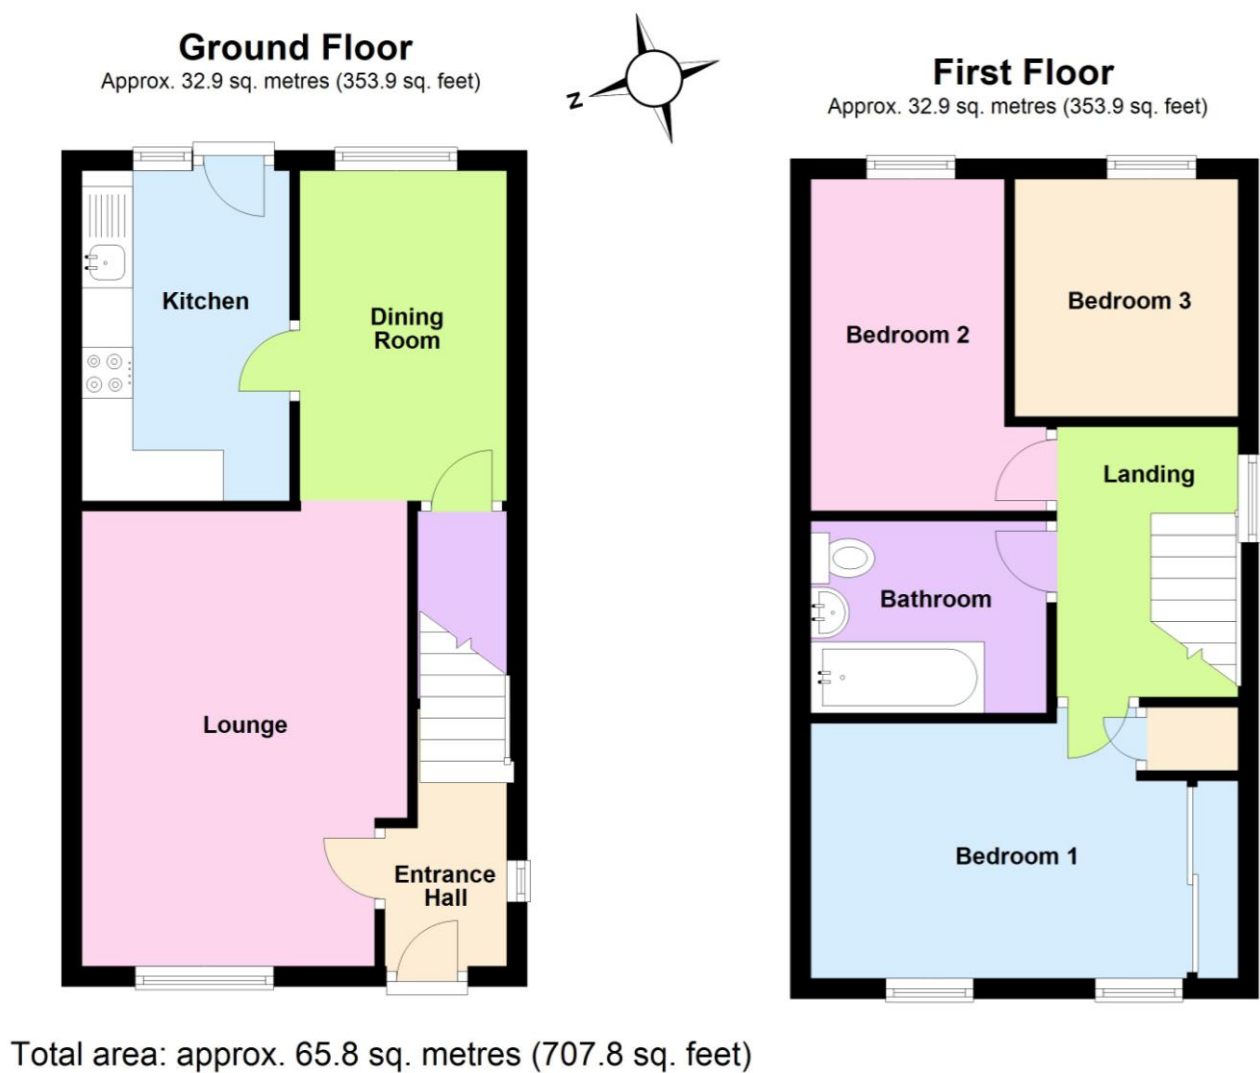 Ground Floor
Approx. 32.9 sq. metres (353.9 sq. feet)
N
First Floor
Approx. 32.9 sq. metres (353.9 sq. feet)
Kitchen
Dining
Room
Lounge
Entrance
Hall
Bedroom 2
Bedroom 3
Landing
Bathroom
Bedroom 1
Total area: approx. 65.8 sq. metres (707.8 sq. feet)